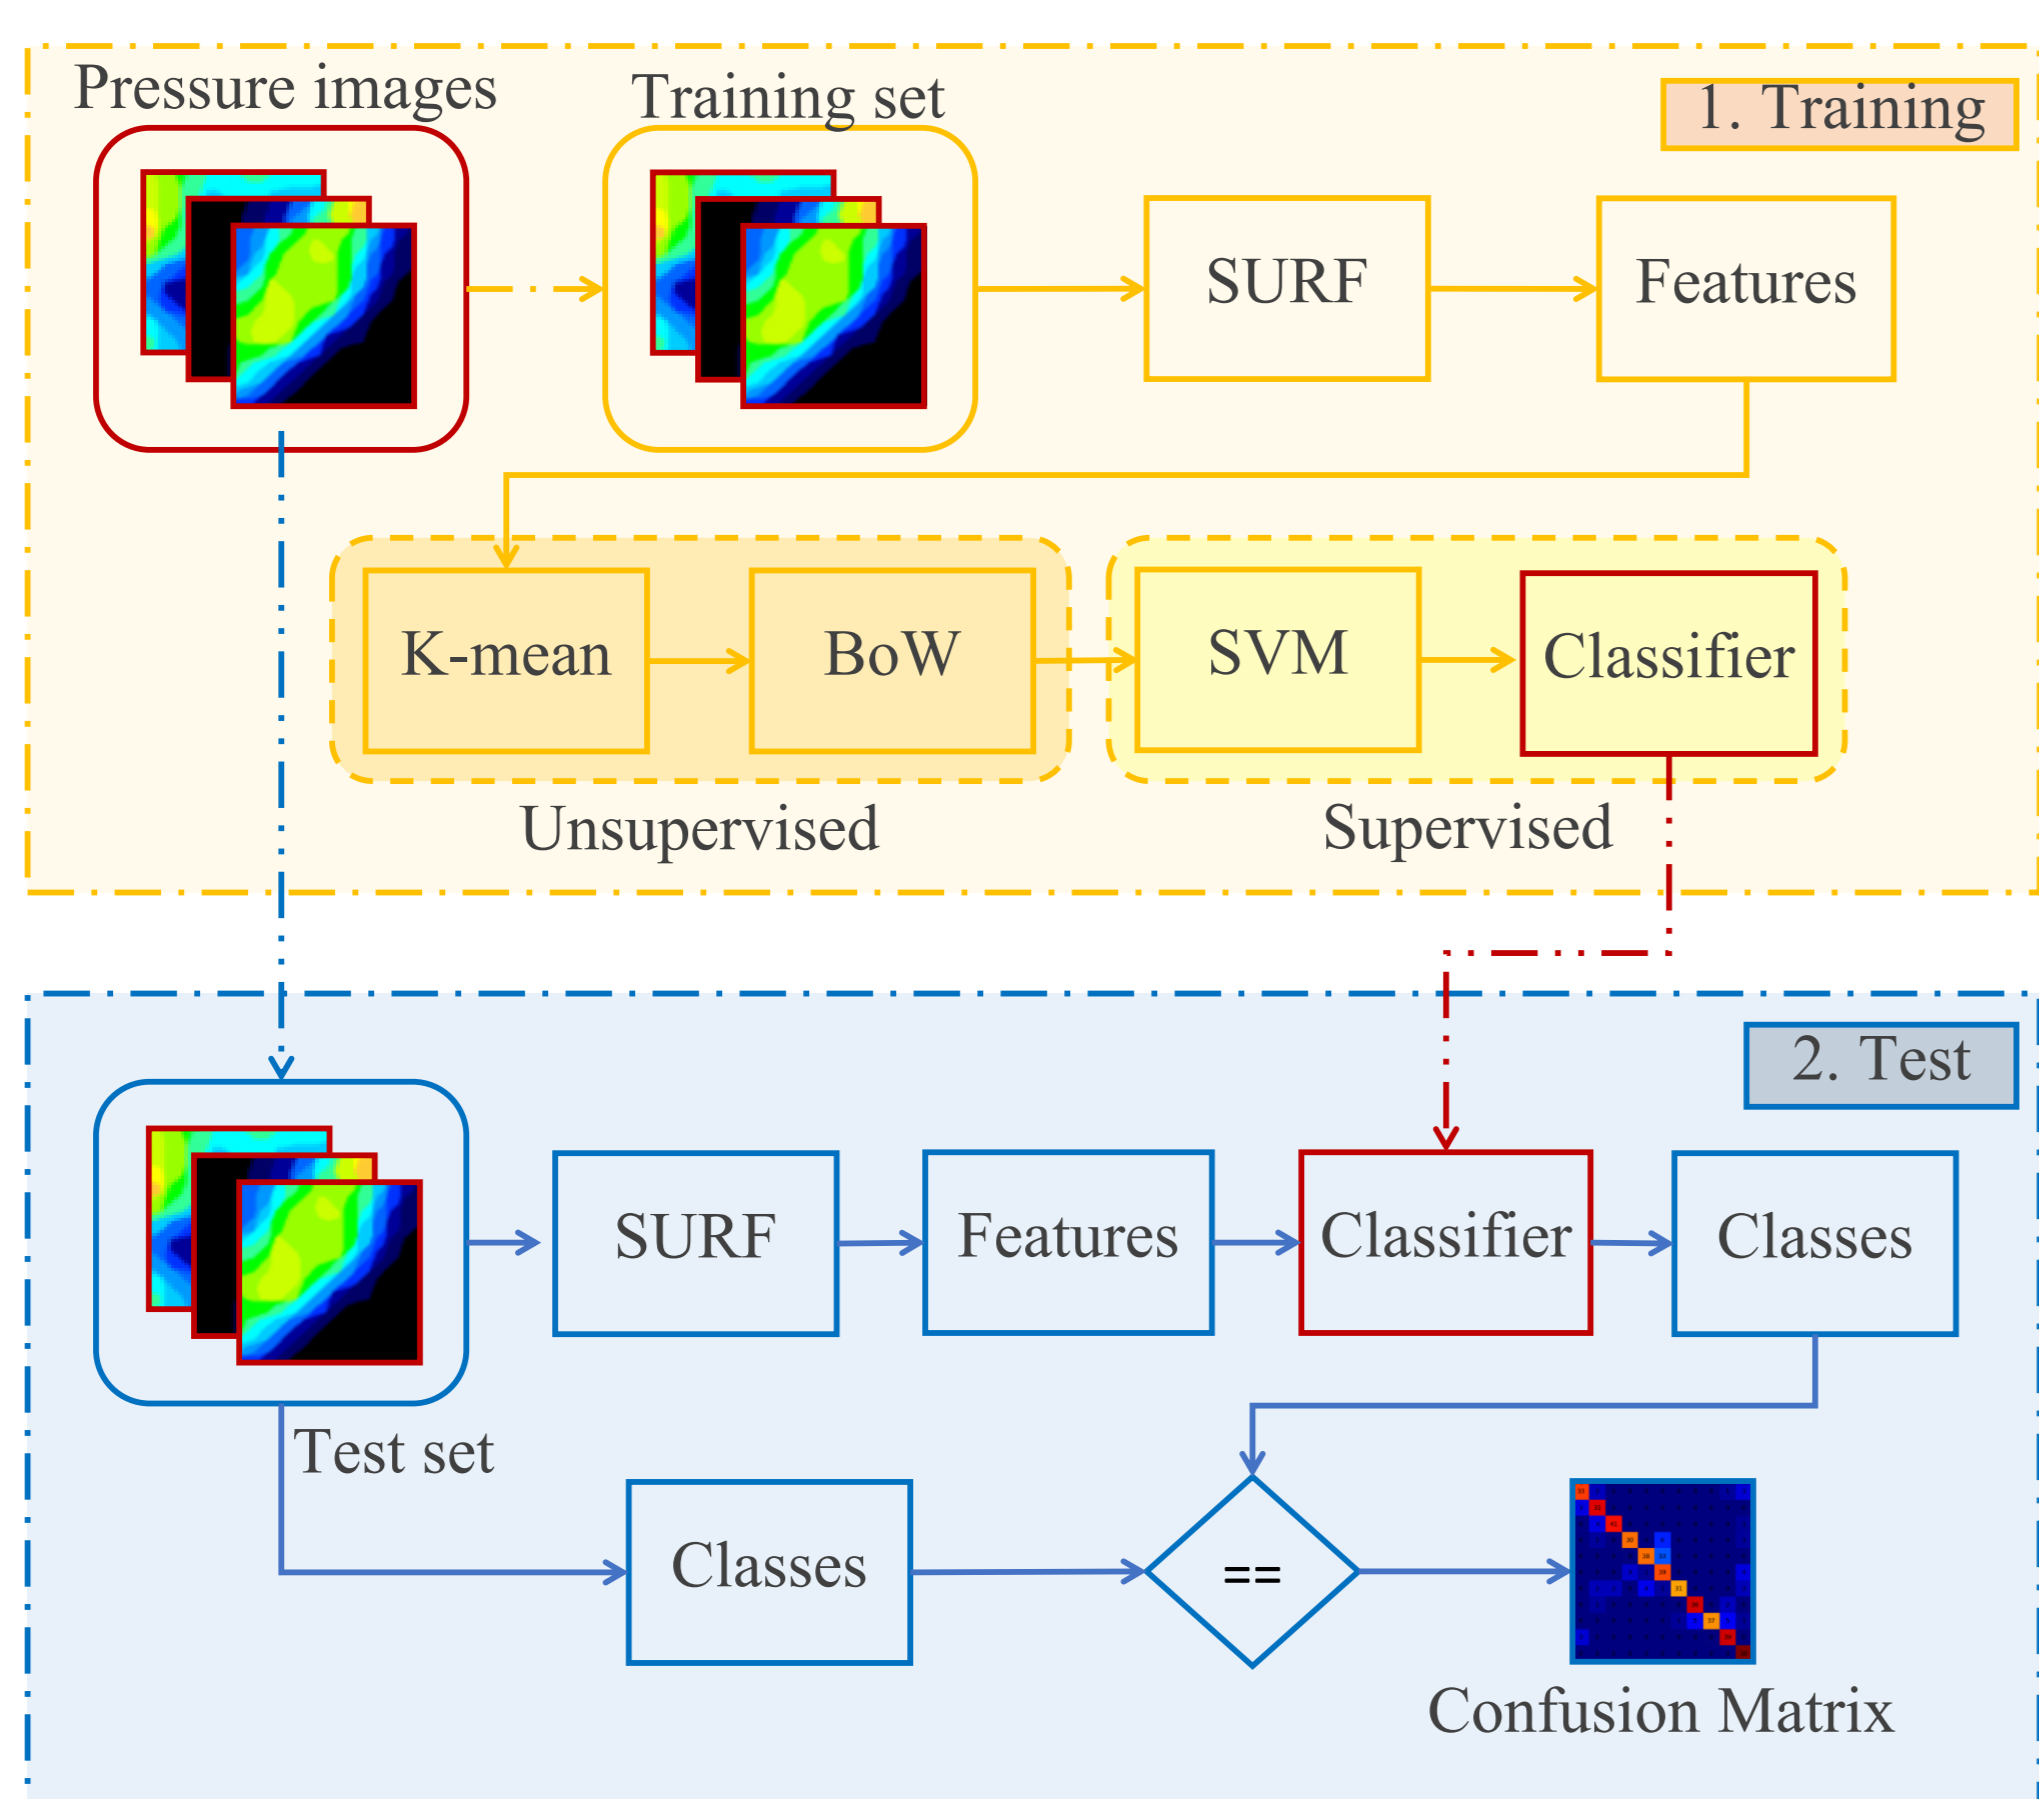 Pressure images
Training set
1. Training
SURF
Features
K-mean
BoW
SVM
Classifier
Unsupervised
Supervised
2. Test
SURF
Features
Classifier
Classes
Test set
Classes
==
Confusion Matrix